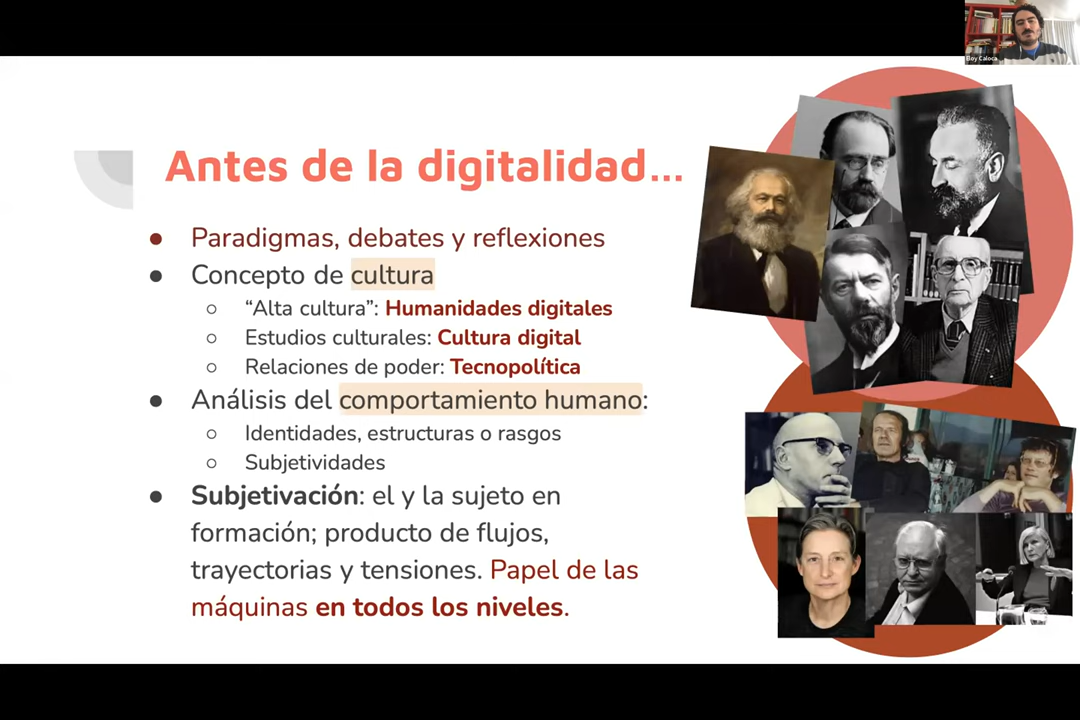 Eloy Caloca
Antes de la digitalidad...
● Paradigmas, debates y reflexiones
● Concepto de cultura
○ “Alta cultura”: Humanidades digitales
○ Estudios culturales: Cultura digital
○ Relaciones de poder: Tecnopolítica
● Análisis del comportamiento humano:
○ Identidades, estructuras o rasgos
○ Subjetividades
● Subjetivación: el y la sujeto en
formación; producto de flujos,
trayectorias y tensiones. Papel de las
máquinas en todos los niveles.